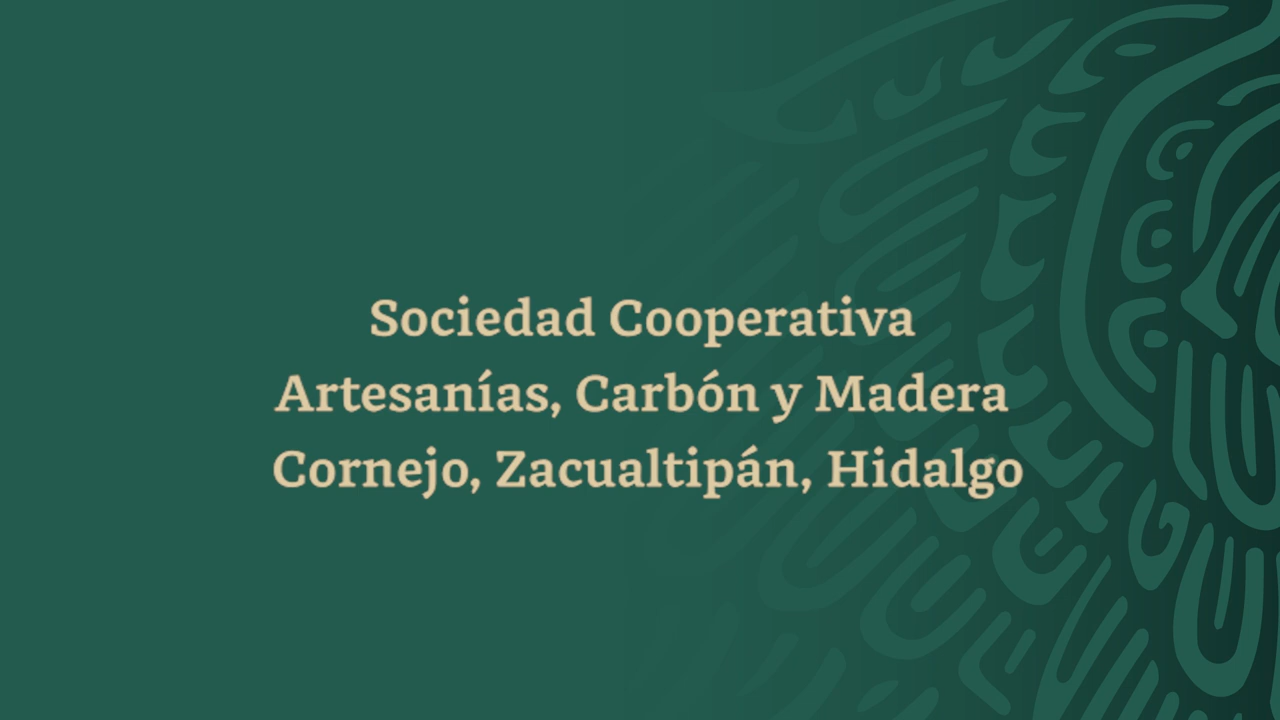 Sociedad Cooperativa
Artesanías, Carbón y Madera
Cornejo, Zacualtipán, Hidalgo